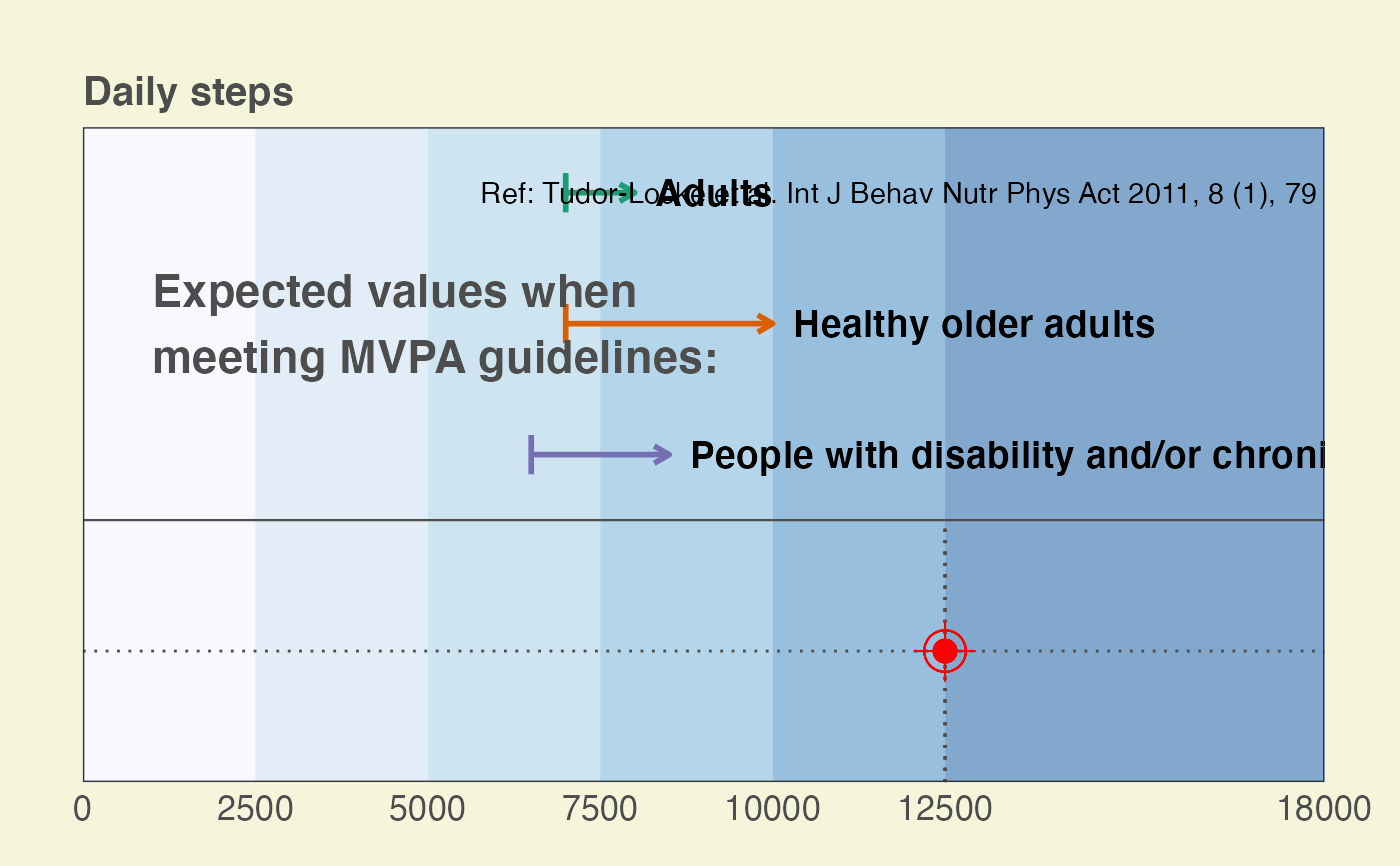 Daily steps
Adults
Ref: Tudor-Locke et al. Int J Behav Nutr Phys Act 2011, 8 (1), 79
Expected values when
Healthy older adults
meeting MVPA guidelines:
People with disability and/or chroni
0 2500 5000 7500 10000 12500 18000